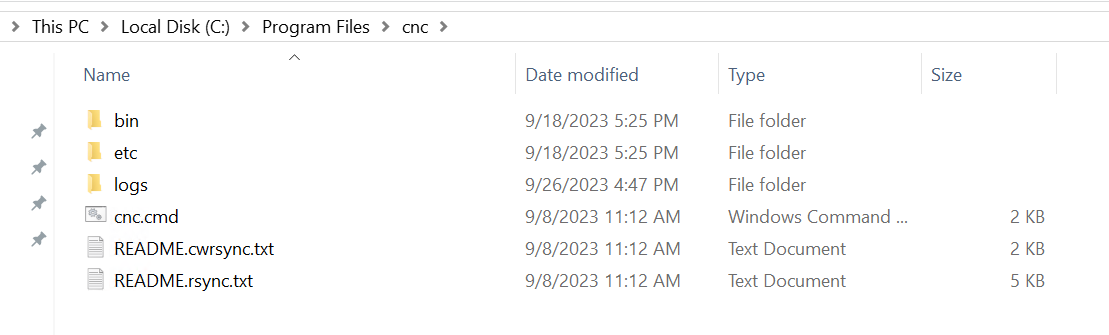 This PC > Local Disk (C:) > Program Files > cnc >
Name Date modified Type Size
bin 9/18/2023 5:25 PM File folder
etc 9/18/2023 5:25 PM File folder
logs 9/26/2023 4:47 PM File folder
cnc.cmd 9/8/2023 11:12 AM Windows Command ... 2 KB
README.cwrsync.txt 9/8/2023 11:12 AM Text Document 2 KB
README.rsync.txt 9/8/2023 11:12 AM Text Document 5 KB